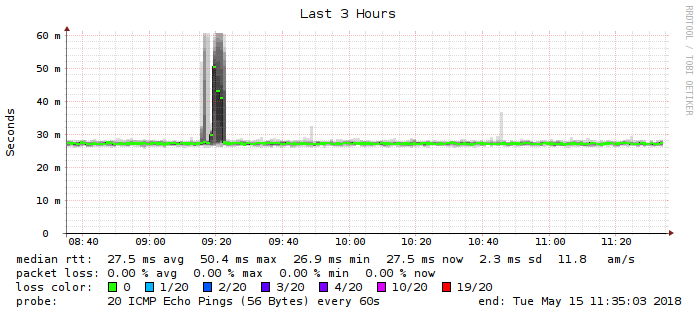 Last 3 Hours
RRDTOOL / TOBI OETIKER
Seconds
60 m
50 m
40 m
30 m
20 m
10 m
0
08:40 09:00 09:20 09:40 10:00 10:20 10:40 11:00 11:20
median rtt: 27.5 ms avg 50.4 ms max 26.9 ms min 27.5 ms now 2.3 ms sd 11.8 am/s
packet loss: 0.00 % avg 0.00 % max 0.00 % min 0.00 % now
loss color: 0 1/20 2/20 3/20 4/20 10/20 19/20
probe: 20 ICMP Echo Pings (56 Bytes) every 60s end: Tue May 15 11:35:03 2018